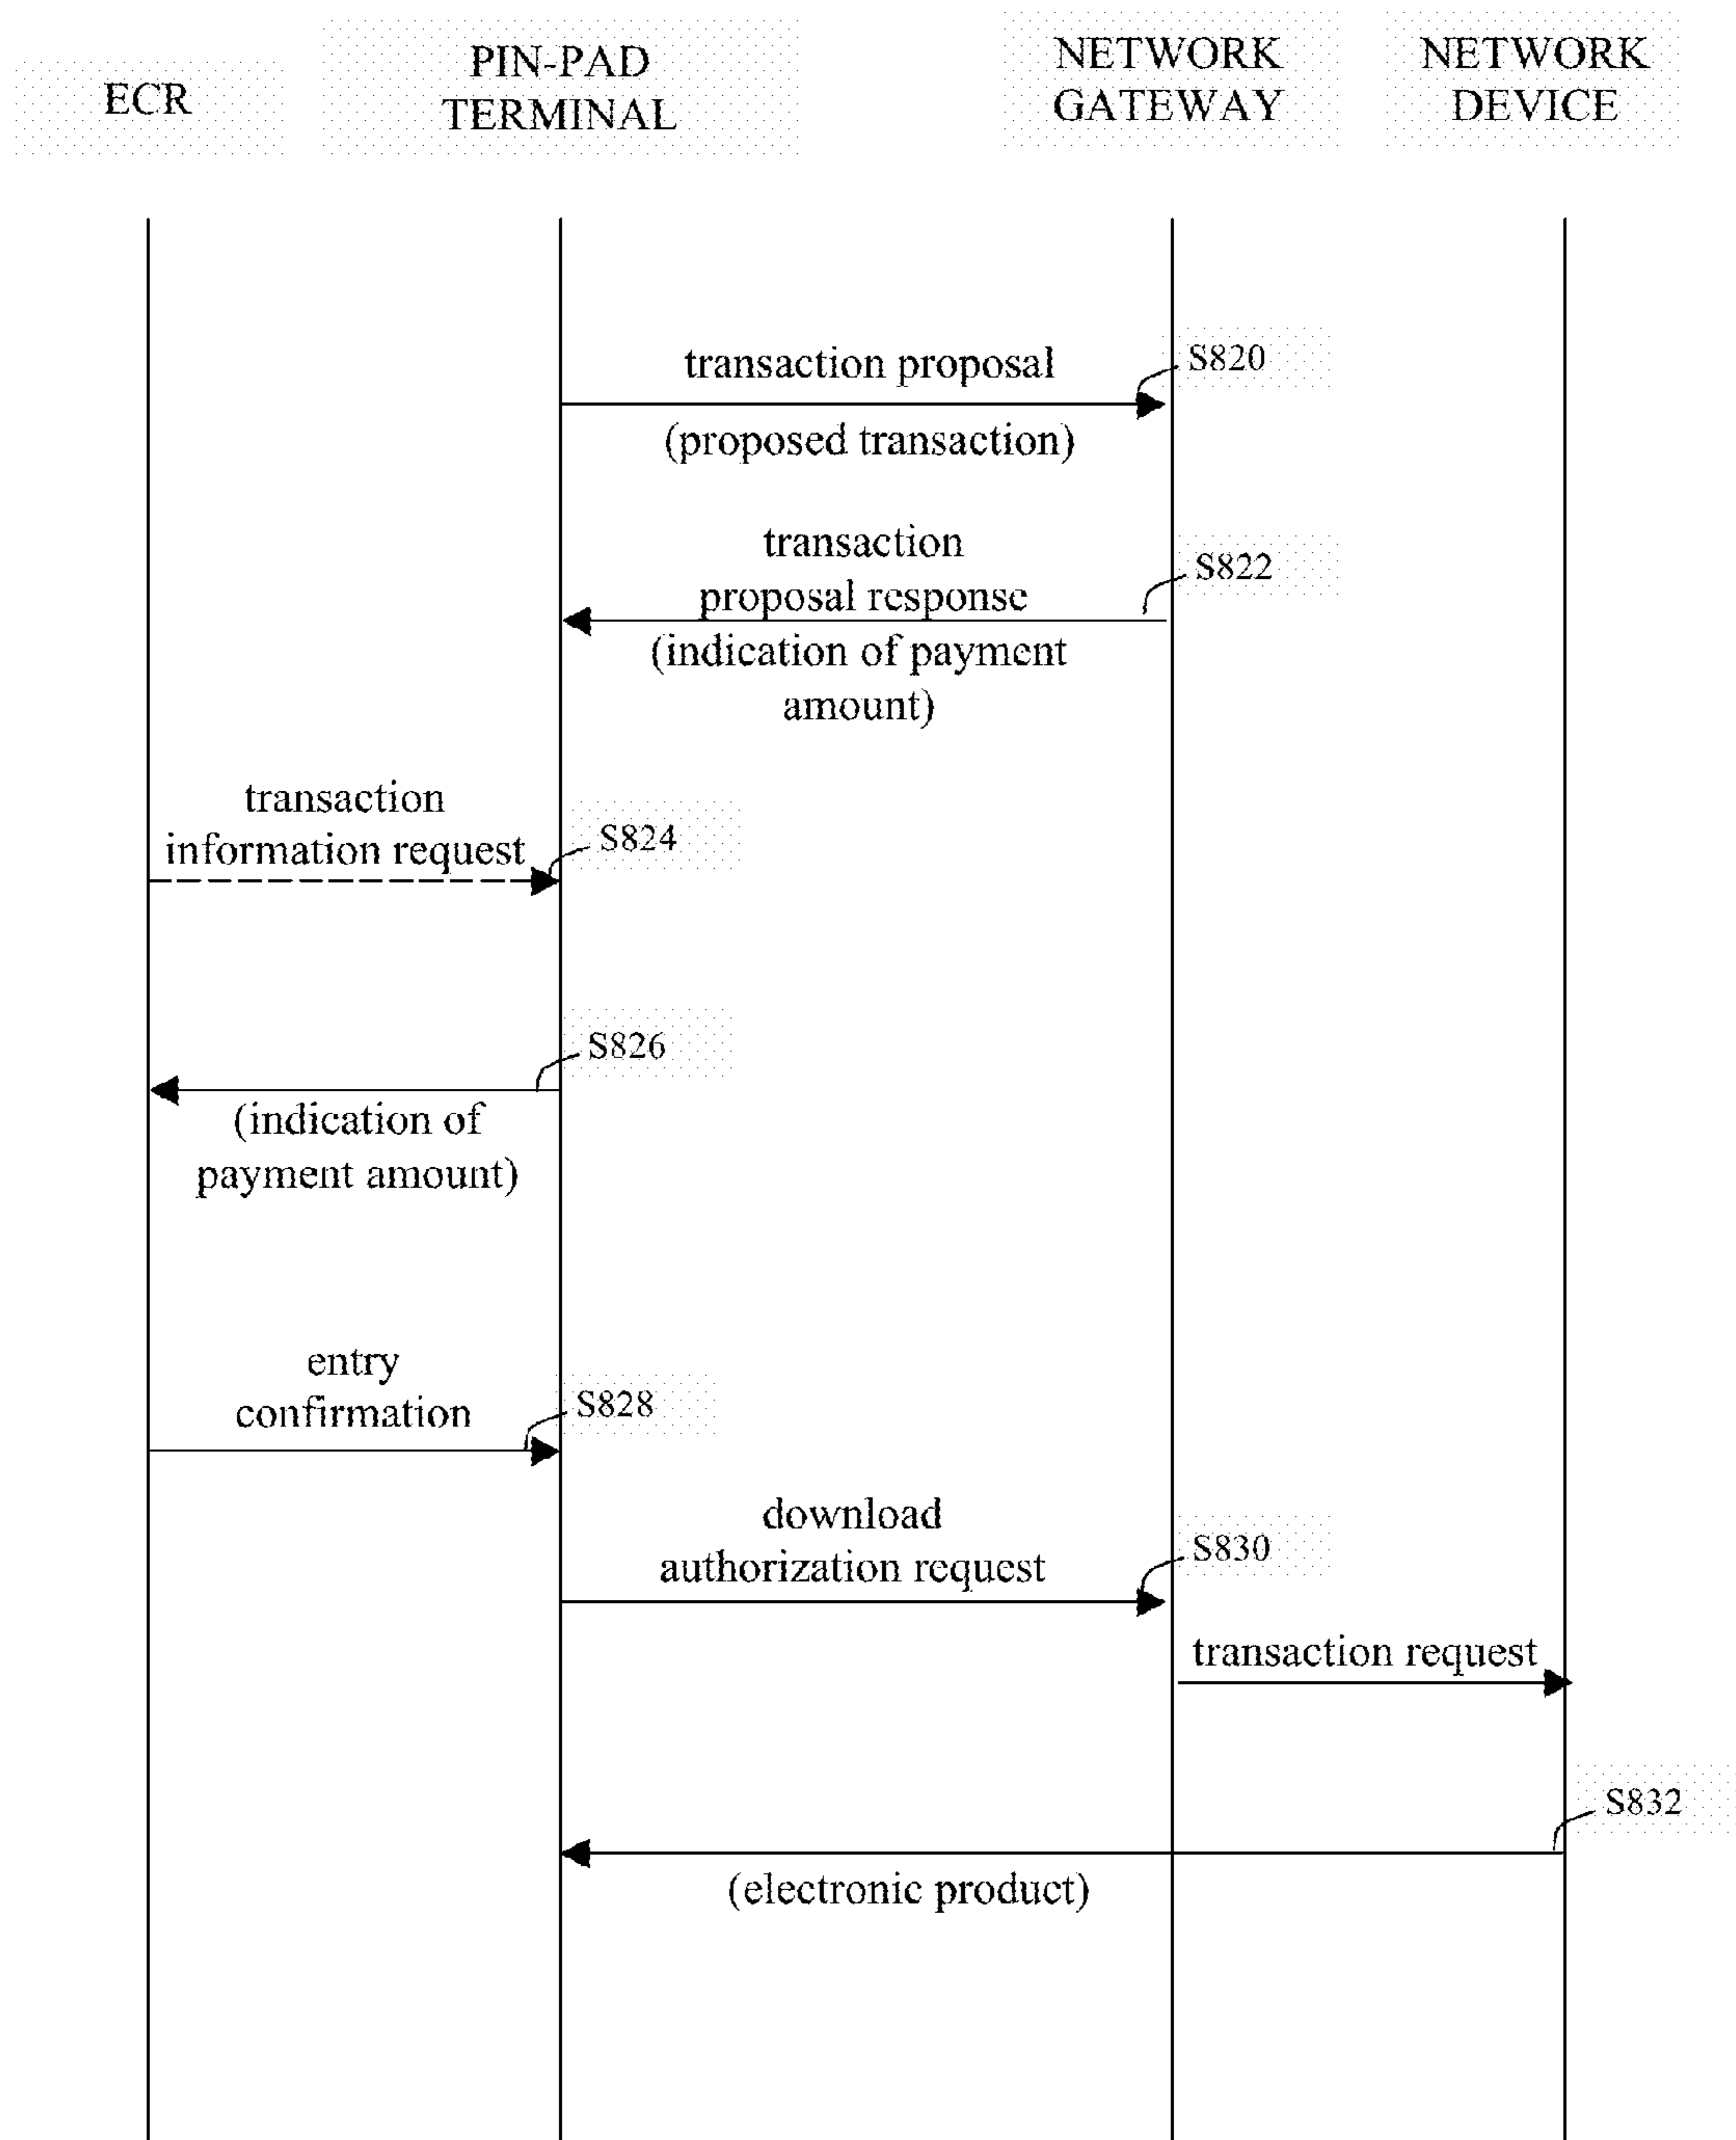 ECR
PIN-PAD
TERMINAL
NETWORK
GATEWAY
NETWORK
DEVICE
transaction proposal
S820
(proposed transaction)
transaction
proposal response
S822
(indication of payment
amount)
transaction
information request
S824
S826
(indication of
payment amount)
entry
confirmation
S828
download
authorization request
S830
transaction request
S832
(electronic product)